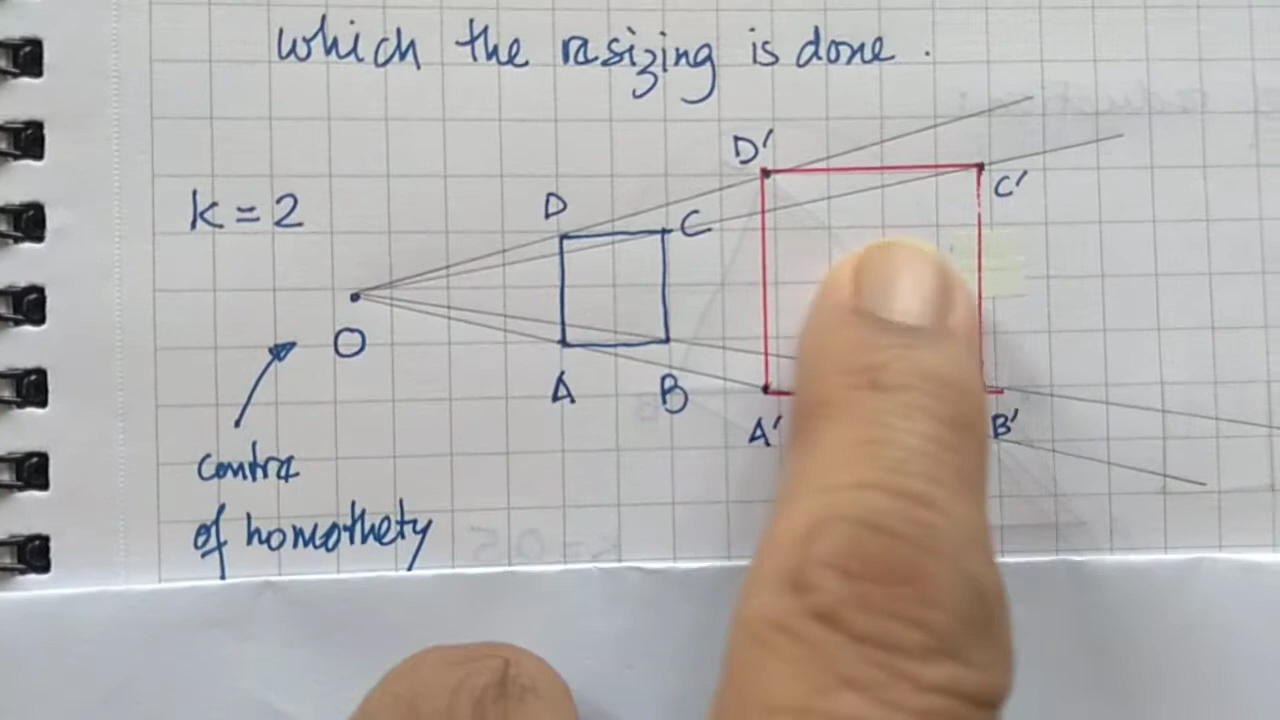 which the resizing is done.
D'
C'
k = 2
D
C
O
A
B
A'
B'
centre
of homothety